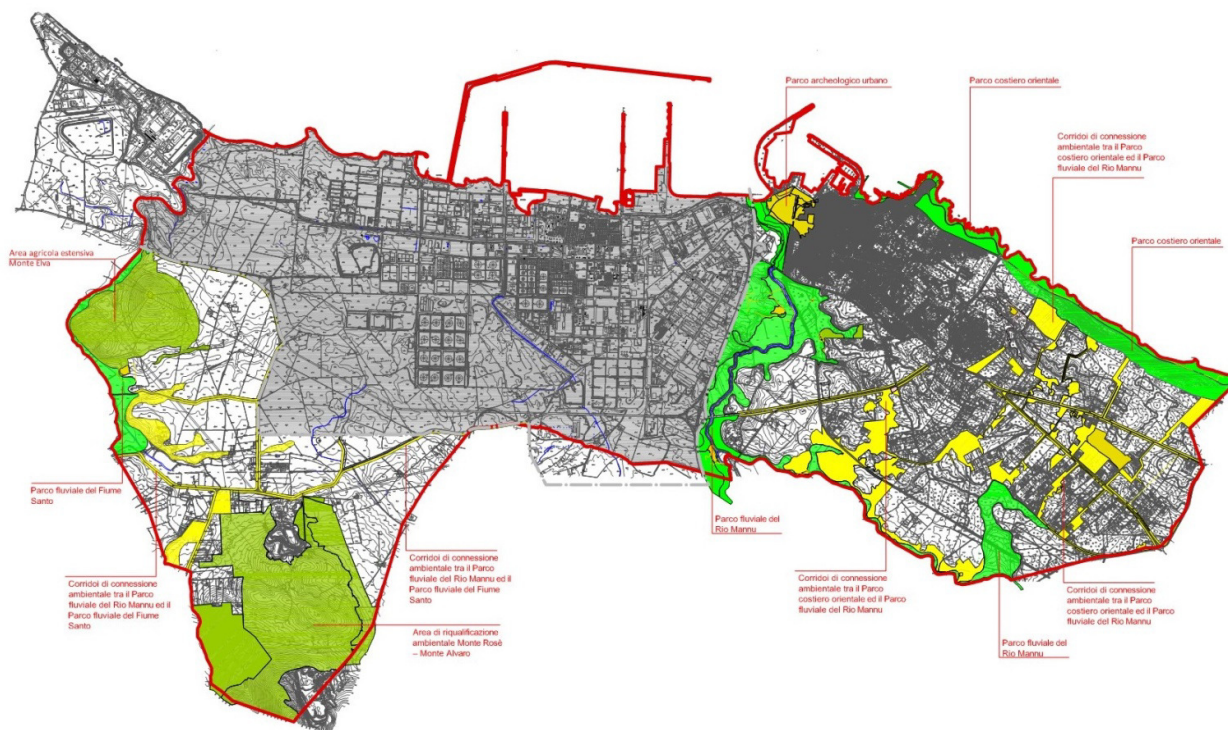 Parco archeologico urbano
Parco costiero orientale
Corridoi di connessione
ambientale tra il Parco
costiero orientale ed il Parco
fluviale del Rio Mannu
Parco costiero orientale
Area agricola estensiva
Monte Elva
Parco fluviale del Fiume
Santo
Corridoi di connessione
ambientale tra il Parco
fluviale del Rio Mannu ed il
Parco fluviale del Fiume
Santo
Corridoi di connessione
ambientale tra il Parco
fluviale del Rio Mannu ed il
Parco fluviale del Fiume
Santo
Area di riqualificazione
ambientale Monte Rosè
– Monte Alvaro
Parco fluviale del
Rio Mannu
Corridoi di connessione
ambientale tra il Parco
costiero orientale ed il Parco
fluviale del Rio Mannu
Parco fluviale del
Rio Mannu
Corridoi di connessione
ambientale tra il Parco
costiero orientale ed il Parco
fluviale del Rio Mannu